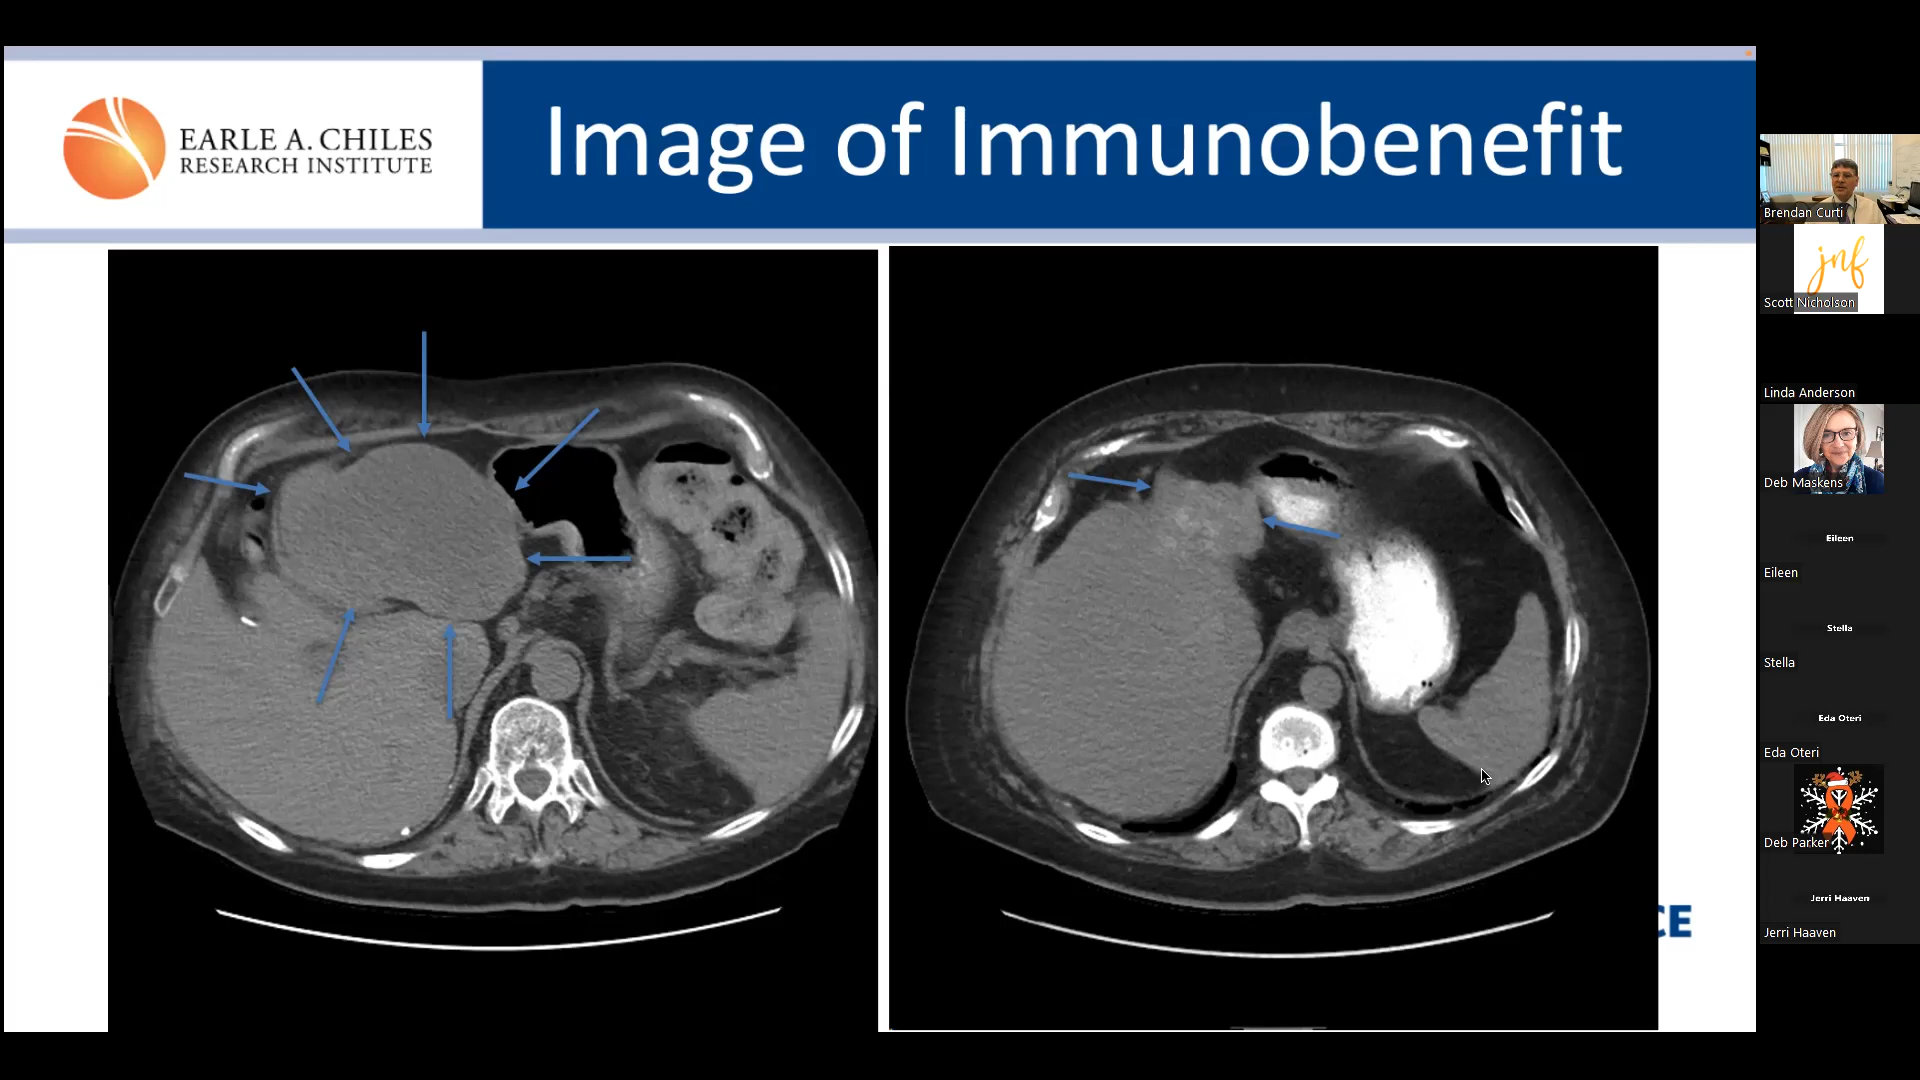 EARLE A. CHILES
RESEARCH INSTITUTE
Image of Immunobenefit
CE
Brendan Curti
jnf
Scott Nicholson
Linda Anderson
Deb Maskens
Eileen
Eileen
Stella
Stella
Eda Oteri
Eda Oteri
Deb Parker
Jerri Haaven
Jerri Haaven